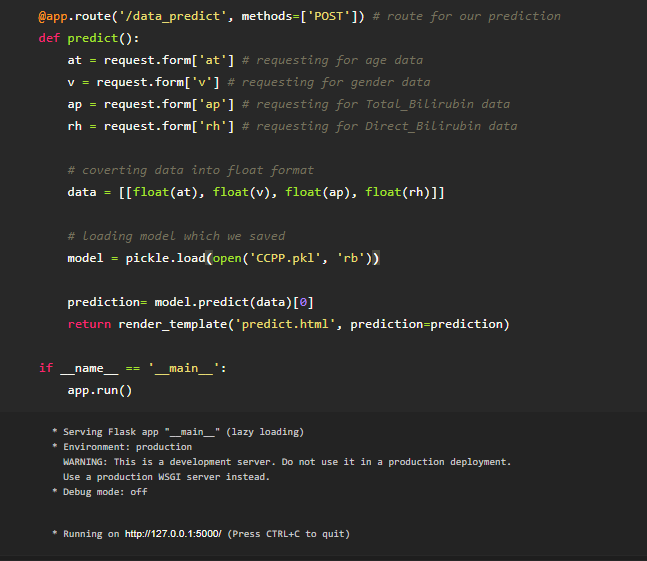 @app.route('/data_predict', methods=['POST']) # route for our prediction
def predict():
at = request.form['at'] # requesting for age data
v = request.form['v'] # requesting for gender data
ap = request.form['ap'] # requesting for Total_Bilirubin data
rh = request.form['rh'] # requesting for Direct_Bilirubin data
# coverting data into float format
data = [[float(at), float(v), float(ap), float(rh)]]
# loading model which we saved
model = pickle.load(open('CCPP.pkl', 'rb'))
prediction= model.predict(data)[0]
return render_template('predict.html', prediction=prediction)
if __name__ == '__main__':
app.run()
* Serving Flask app "__main__" (lazy loading)
* Environment: production
WARNING: This is a development server. Do not use it in a production deployment.
Use a production WSGI server instead.
* Debug mode: off
* Running on http://127.0.0.1:5000/ (Press CTRL+C to quit)